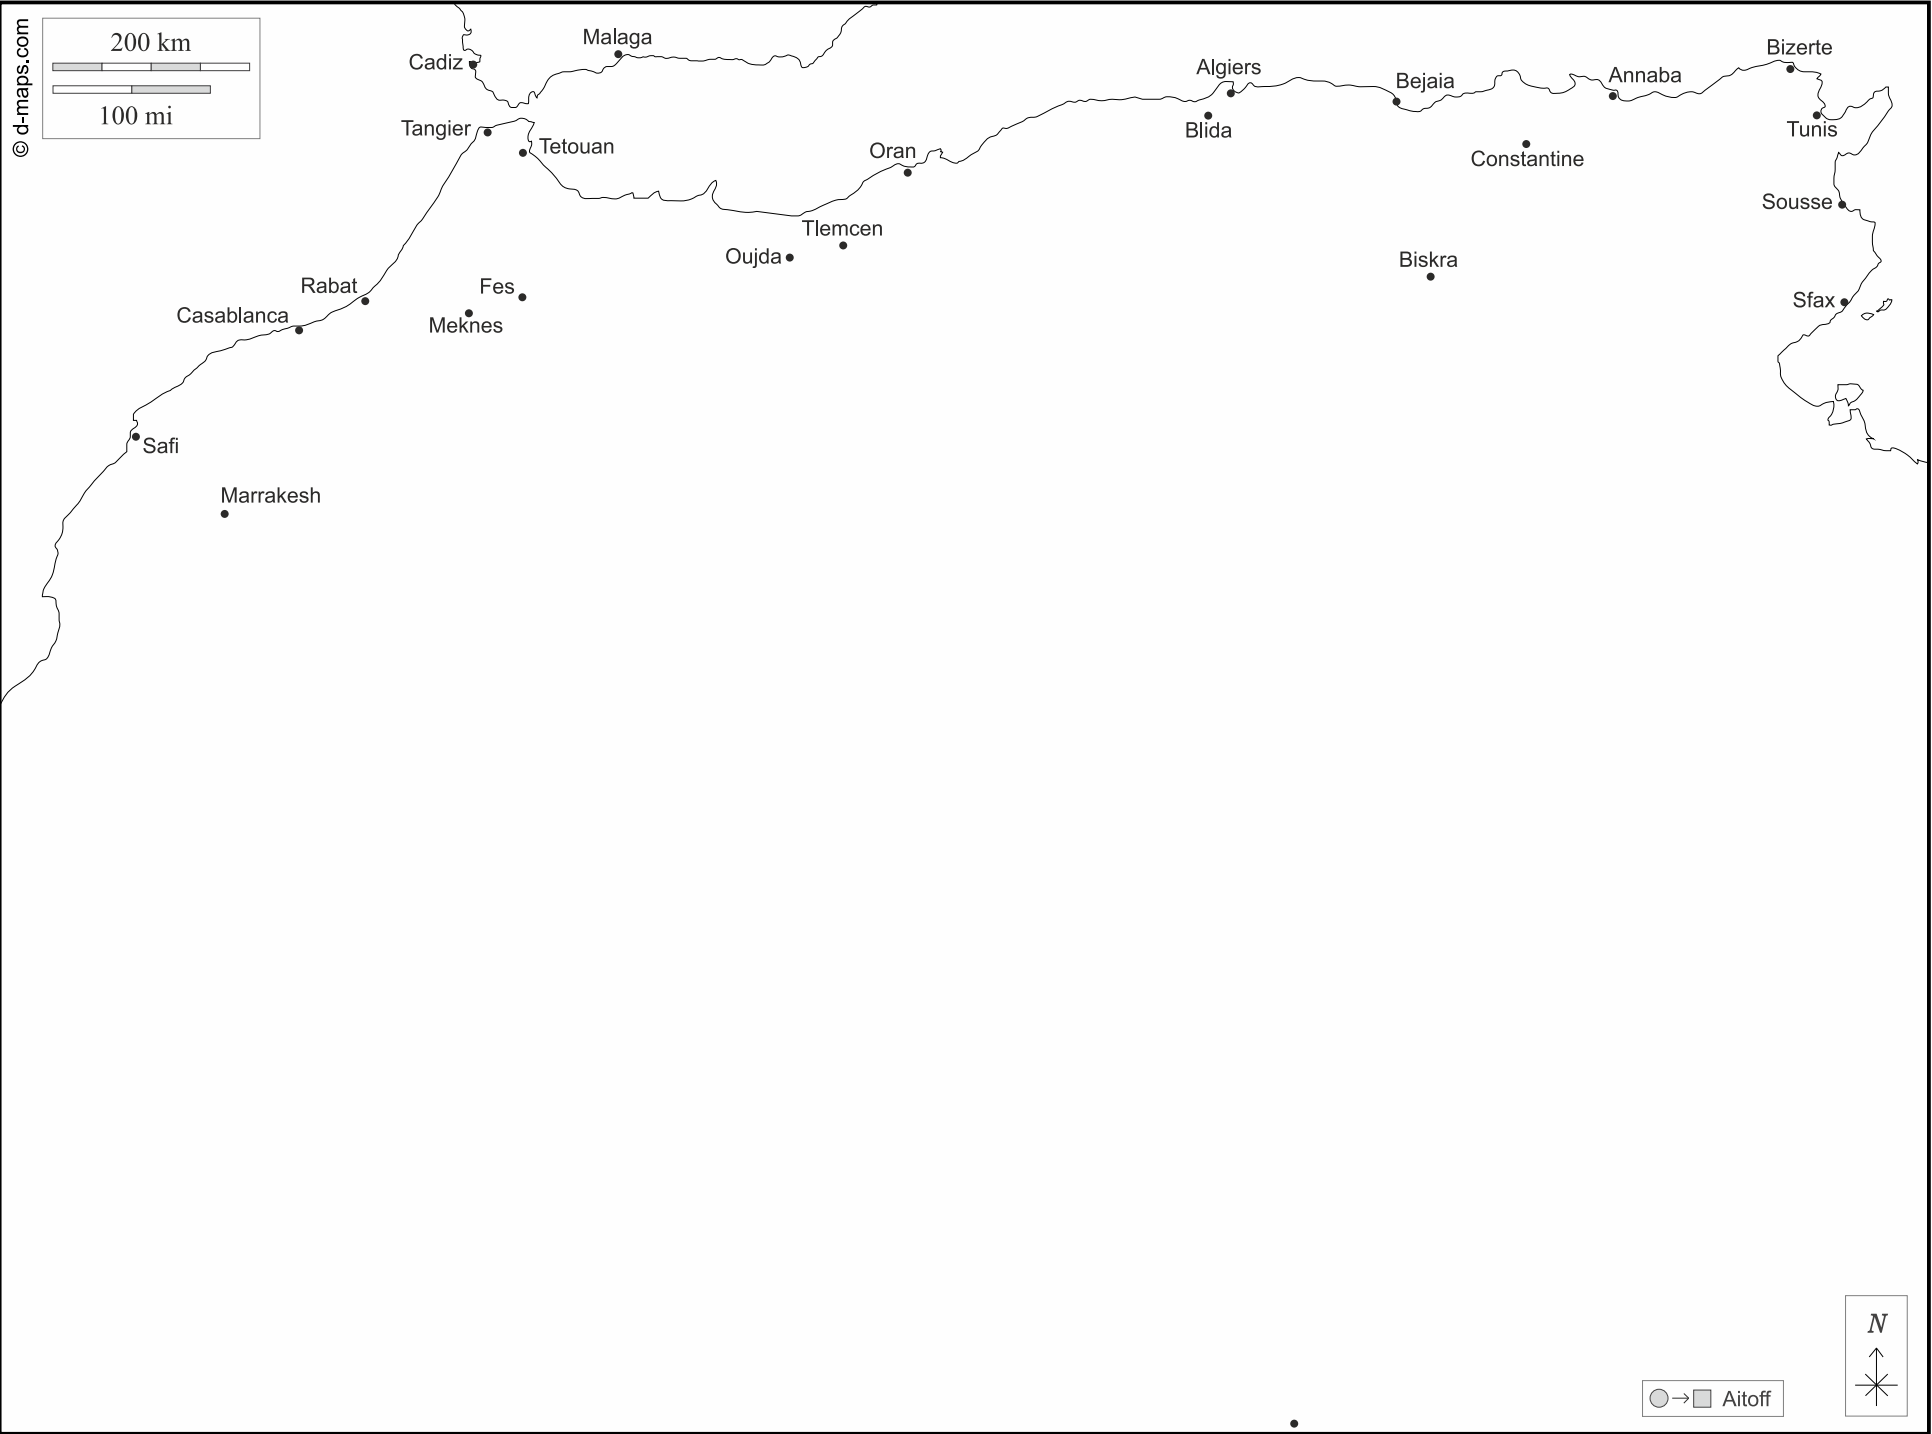 © d-maps.com
200 km
100 mi
Cadiz
Malaga
Tangier
Tetouan
Algiers
Blida
Bejaia
Annaba
Bizerte
Tunis
Constantine
Oran
Sousse
Tlemcen
Oujda
Biskra
Rabat
Fes
Sfax
Casablanca
Meknes
Safi
Marrakesh
N
Aitoff